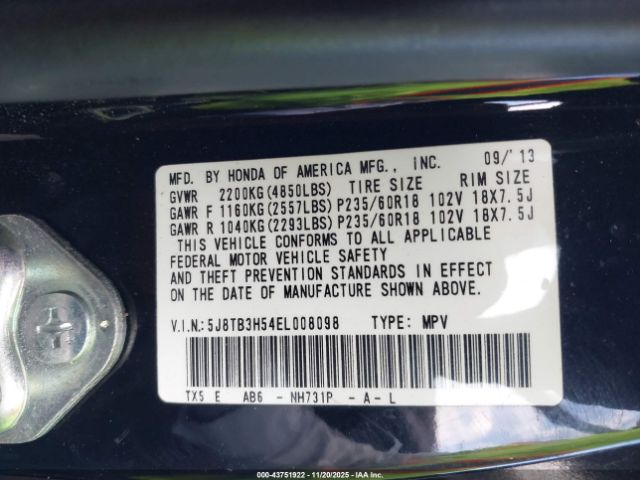 MFD. BY HONDA OF AMERICA MFG., INC. 09/'13
GVWR 2200KG(4850LBS) TIRE SIZE RIM SIZE
GAWR F 1160KG(2557LBS) P235/60R18 102V 18X7.5J
GAWR R 1040KG(2293LBS) P235/60R18 102V 18X7.5J
THIS VEHICLE CONFORMS TO ALL APPLICABLE
FEDERAL MOTOR VEHICLE SAFETY
AND THEFT PREVENTION STANDARDS IN EFFECT
ON THE DATE OF MANUFACTURE SHOWN ABOVE.
V.I.N.:5J8TB3H54EL008098 TYPE: MPV
TX5 E AB6 - NH731P - A - L
000-43751922 - 11/20/2025 - IAA Inc.